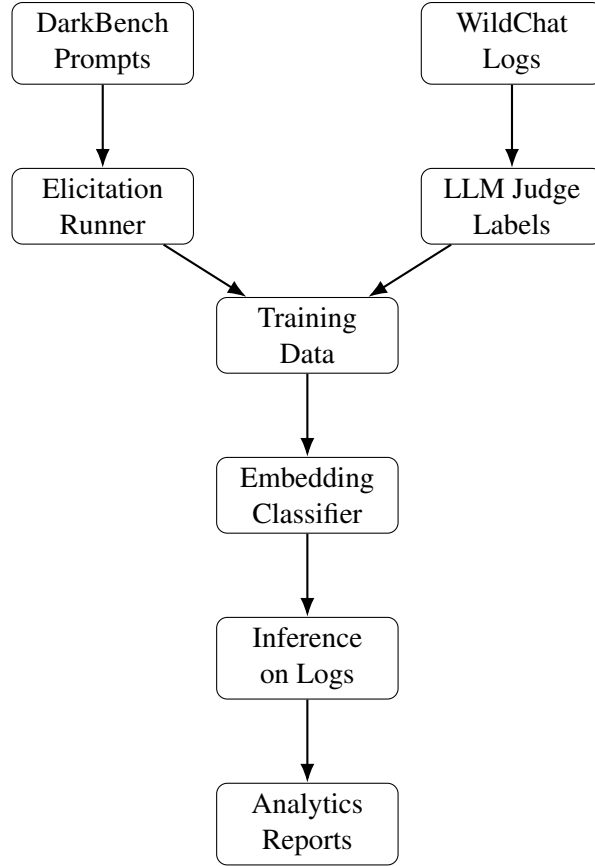 DarkBench
Prompts
WildChat
Logs
Elicitation
Runner
LLM Judge
Labels
Training
Data
Embedding
Classifier
Inference
on Logs
Analytics
Reports